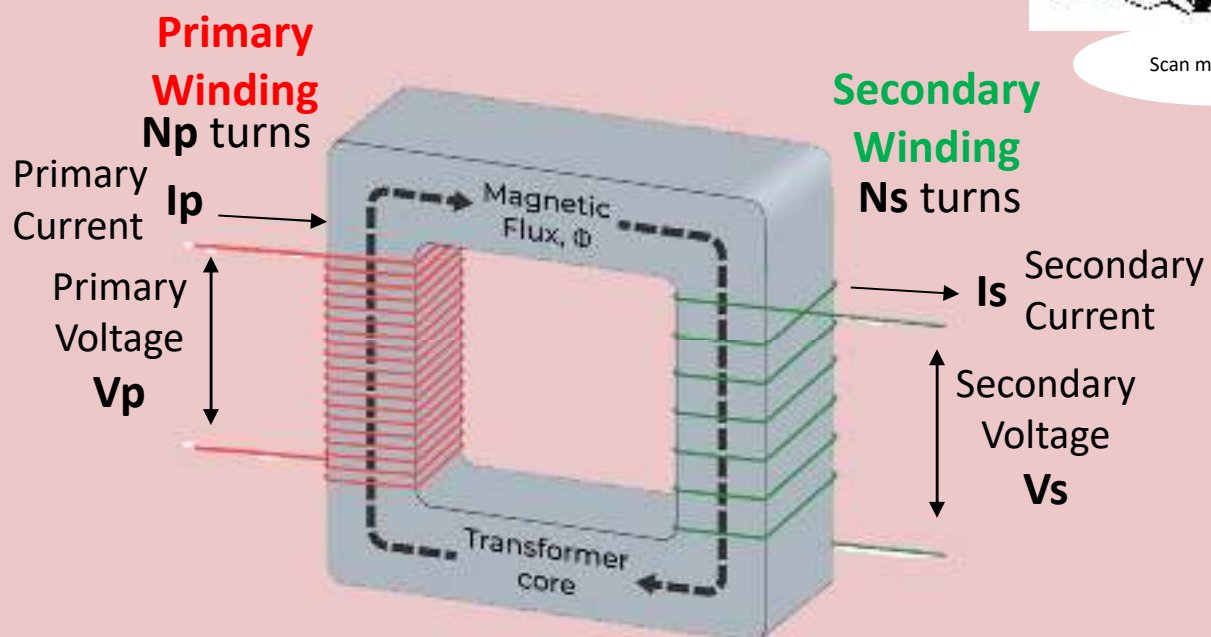 Primary
Winding
Np turns
Primary
Current
Ip
Primary
Voltage
Vp
Magnetic
Flux, Φ
Transformer
core
Scan m
Secondary
Winding
Ns turns
Is
Secondary
Current
Secondary
Voltage
Vs